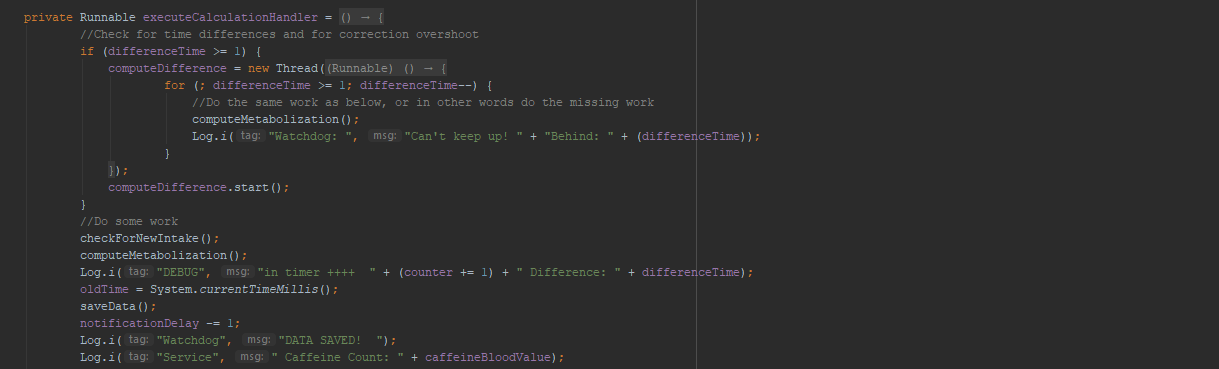 private Runnable executeCalculationHandler = () → {
//Check for time differences and for correction overshoot
if (differenceTime >= 1) {
computeDifference = new Thread((Runnable) () → {
for (; differenceTime >= 1; differenceTime--) {
//Do the same work as below, or in other words do the missing work
computeMetabolization();
Log.i( tag: "Watchdog: ", msg: "Can't keep up! " + "Behind: " + (differenceTime));
}
});
computeDifference.start();
}
//Do some work
checkForNewIntake();
computeMetabolization();
Log.i( tag: "DEBUG", msg: "in timer ++++  " + (counter += 1) + " Difference: " + differenceTime);
oldTime = System.currentTimeMillis();
saveData();
notificationDelay -= 1;
Log.i( tag: "Watchdog", msg: "DATA SAVED!  ");
Log.i( tag: "Service", msg: " Caffeine Count: " + caffeineBloodValue);